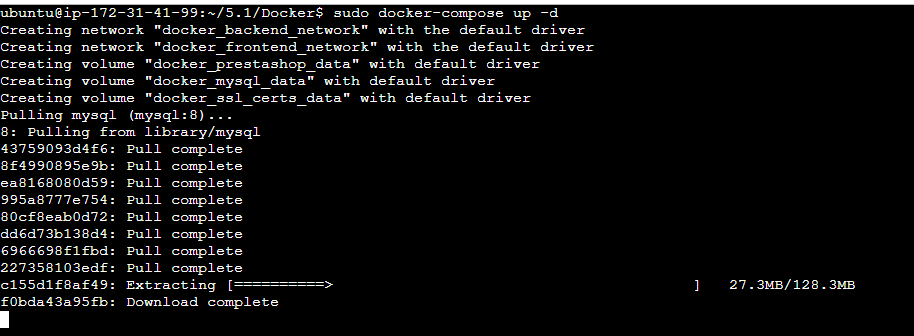 ubuntu@ip-172-31-41-99:~/5.1/Docker$ sudo docker-compose up -d
Creating network "docker_backend_network" with the default driver
Creating network "docker_frontend_network" with the default driver
Creating volume "docker_prestashop_data" with default driver
Creating volume "docker_mysql_data" with default driver
Creating volume "docker_ssl_certs_data" with default driver
Pulling mysql (mysql:8)...
8: Pulling from library/mysql
43759093d4f6: Pull complete
8f4990895e9b: Pull complete
ea8168080d59: Pull complete
995a8777e754: Pull complete
80cf8eab0d72: Pull complete
dd6d73b138d4: Pull complete
6966698f1fbd: Pull complete
227358103edf: Pull complete
c155d1f8af49: Extracting [==========>                                        ]   27.3MB/128.3MB
f0bda43a95fb: Download complete